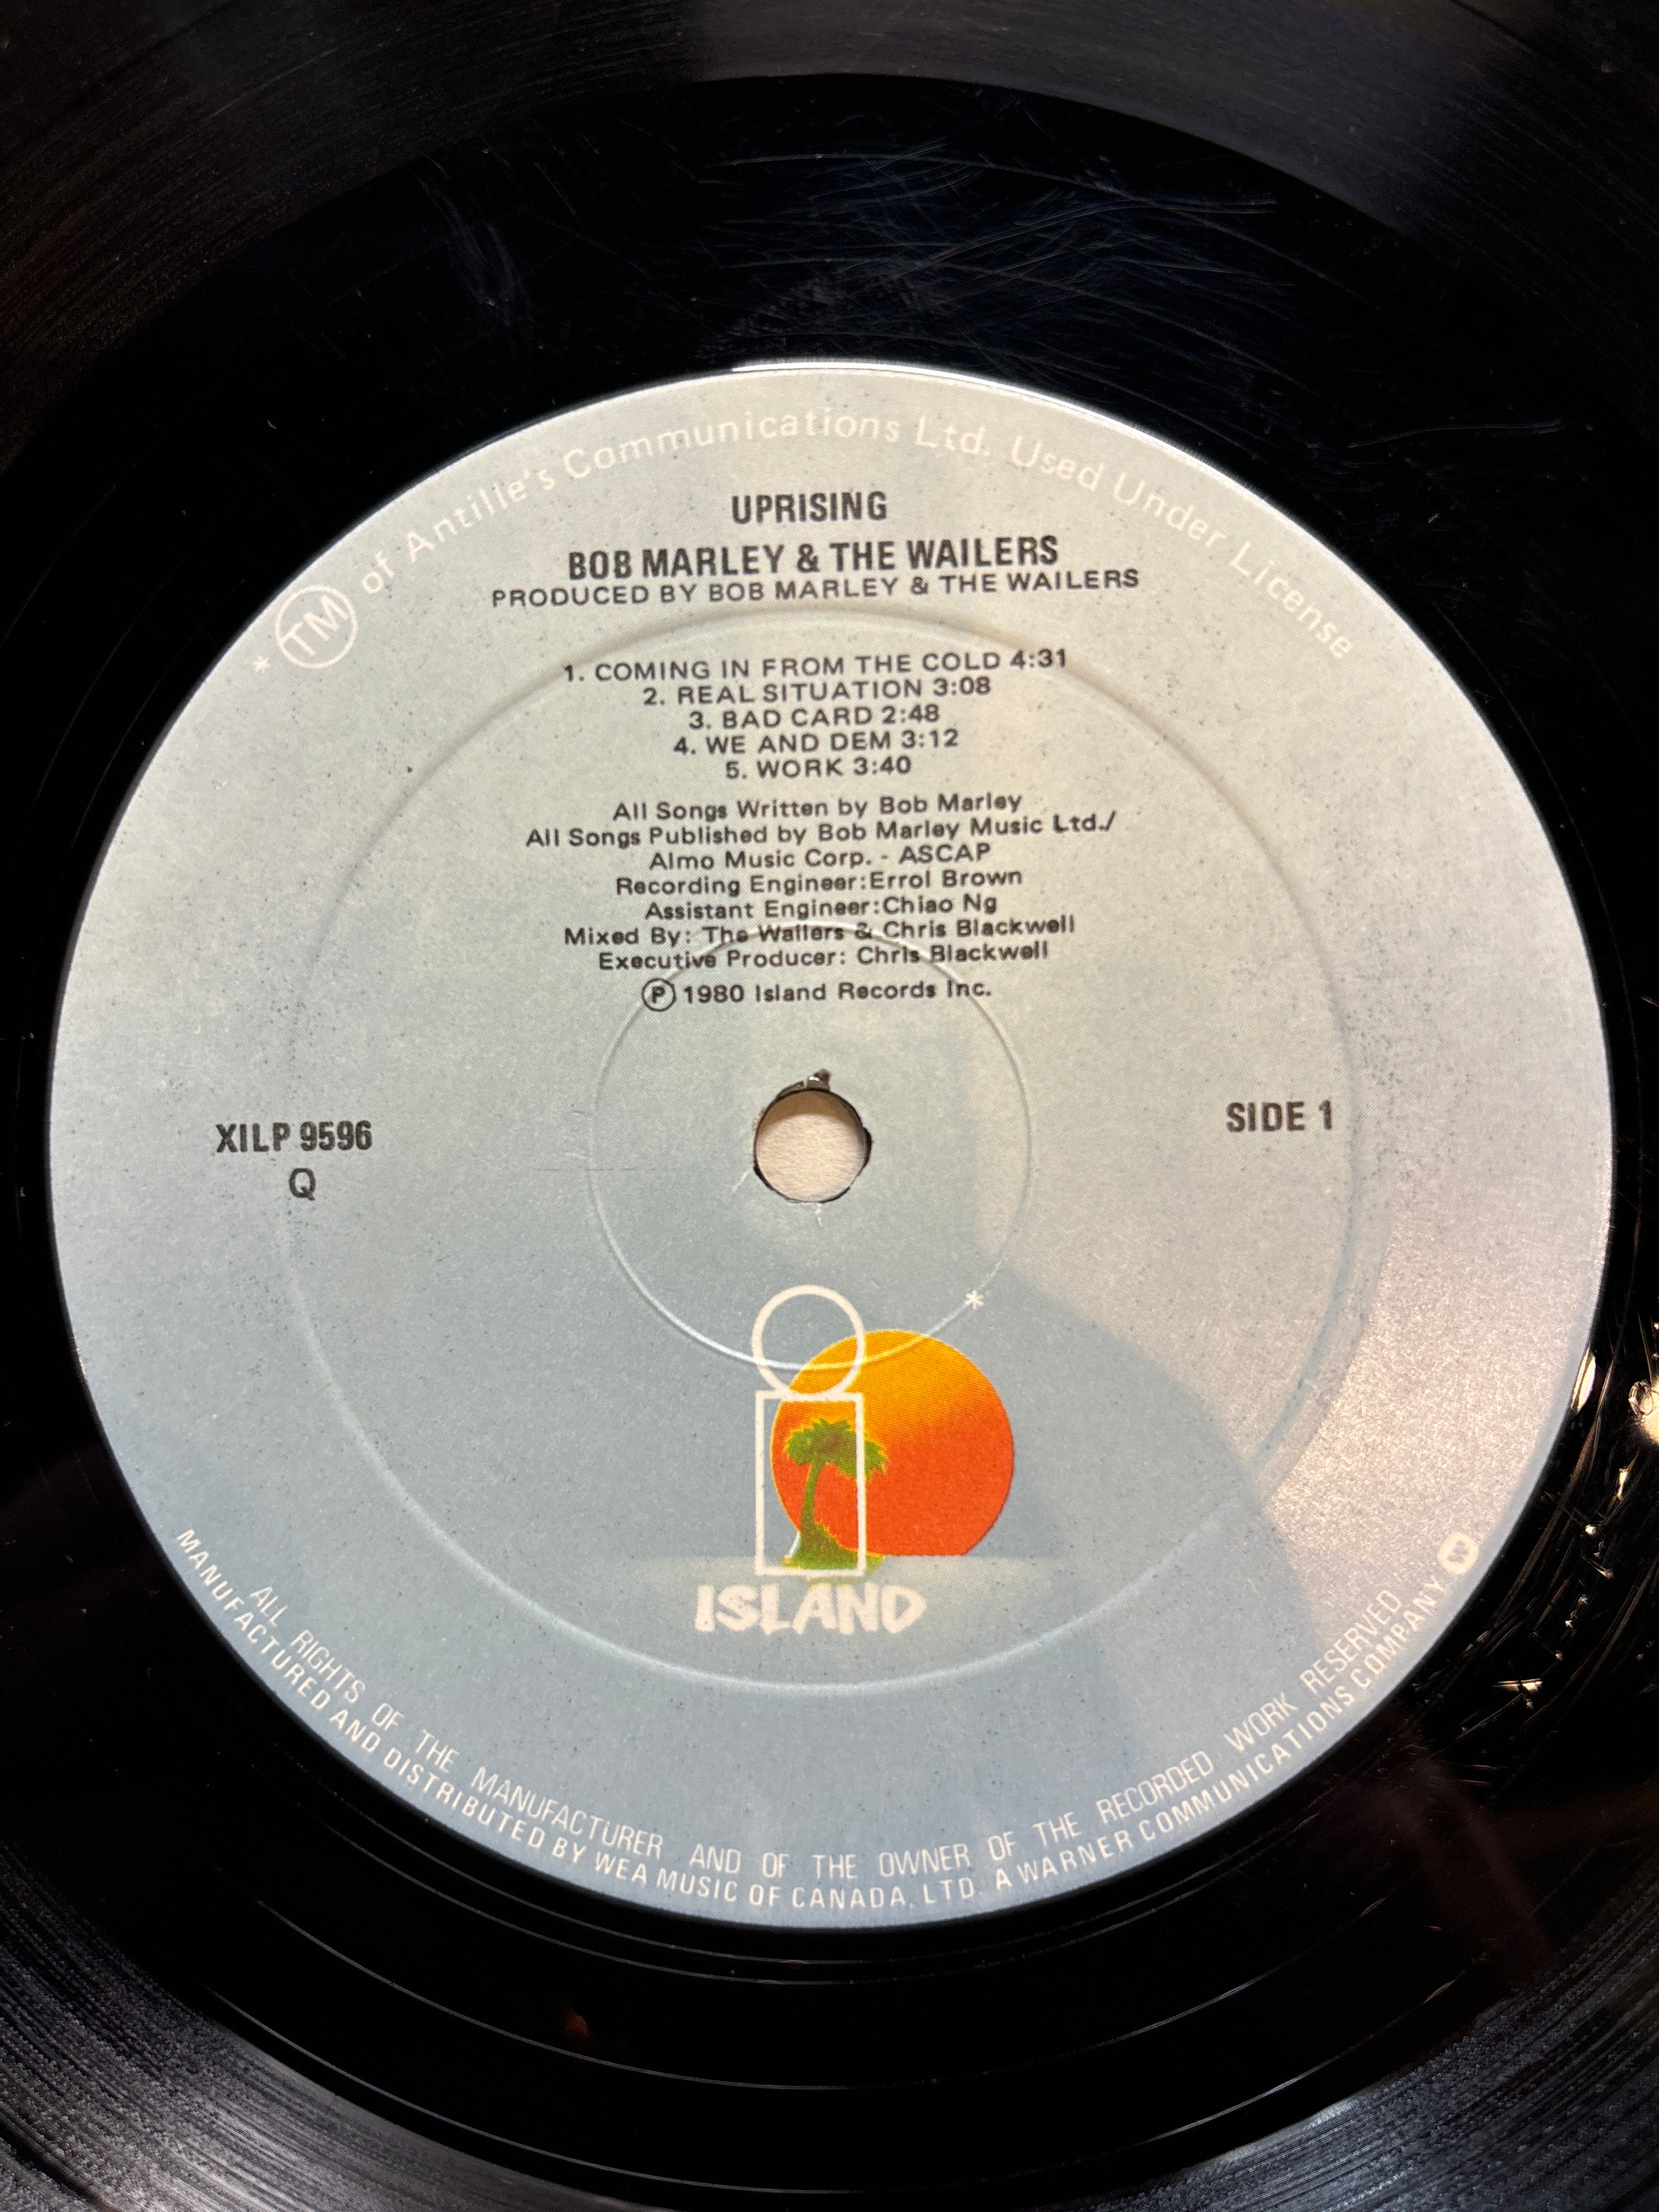 * TM of Antille's Communications Ltd. Used Under License
UPRISING
BOB MARLEY & THE WAILERS
PRODUCED BY BOB MARLEY & THE WAILERS
1. COMING IN FROM THE COLD 4:31
2. REAL SITUATION 3:08
3. BAD CARD 2:48
4. WE AND DEM 3:12
5. WORK 3:40
All Songs Written by Bob Marley
All Songs Published by Bob Marley Music Ltd./
Almo Music Corp. - ASCAP
Recording Engineer:Errol Brown
Assistant Engineer:Chiao Ng
Mixed By: The Wailers & Chris Blackwell
Executive Producer: Chris Blackwell
Ⓟ 1980 Island Records Inc.
XILP 9596
Q
SIDE 1
*
i
ISLAND
ALL RIGHTS OF THE MANUFACTURER AND OF THE OWNER OF THE RECORDED WORK RESERVED
MANUFACTURED AND DISTRIBUTED BY WEA MUSIC OF CANADA, LTD. A WARNER COMMUNICATIONS COMPANY W